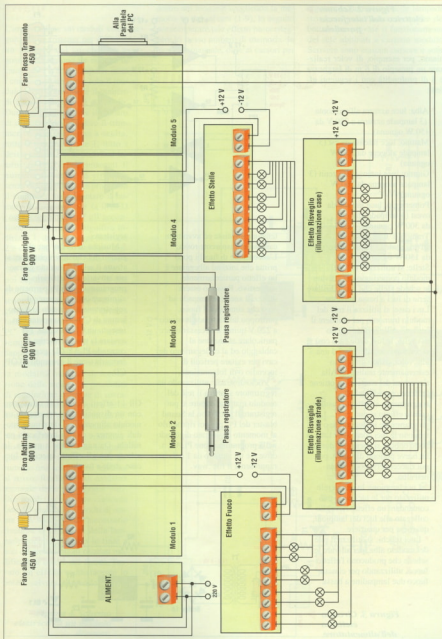 Faro alba azzurro
450 W
Faro Mattina
900 W
Faro Giorno
900 W
Faro Pomeriggio
900 W
Faro Rosso Tramonto
450 W
Alla
Parallela
del PC
ALIMENT.
Modulo 1
Modulo 2
Modulo 3
Modulo 4
Modulo 5
220 V
+12 V
-12 V
Pausa registratore
Pausa registratore
+12 V
-12 V
Effetto Fuoco
Effetto Stelle
+12 V
-12 V
Effetto Risveglio
(illuminazione strade)
+12 V
-12 V
Effetto Risveglio
(illuminazione case)